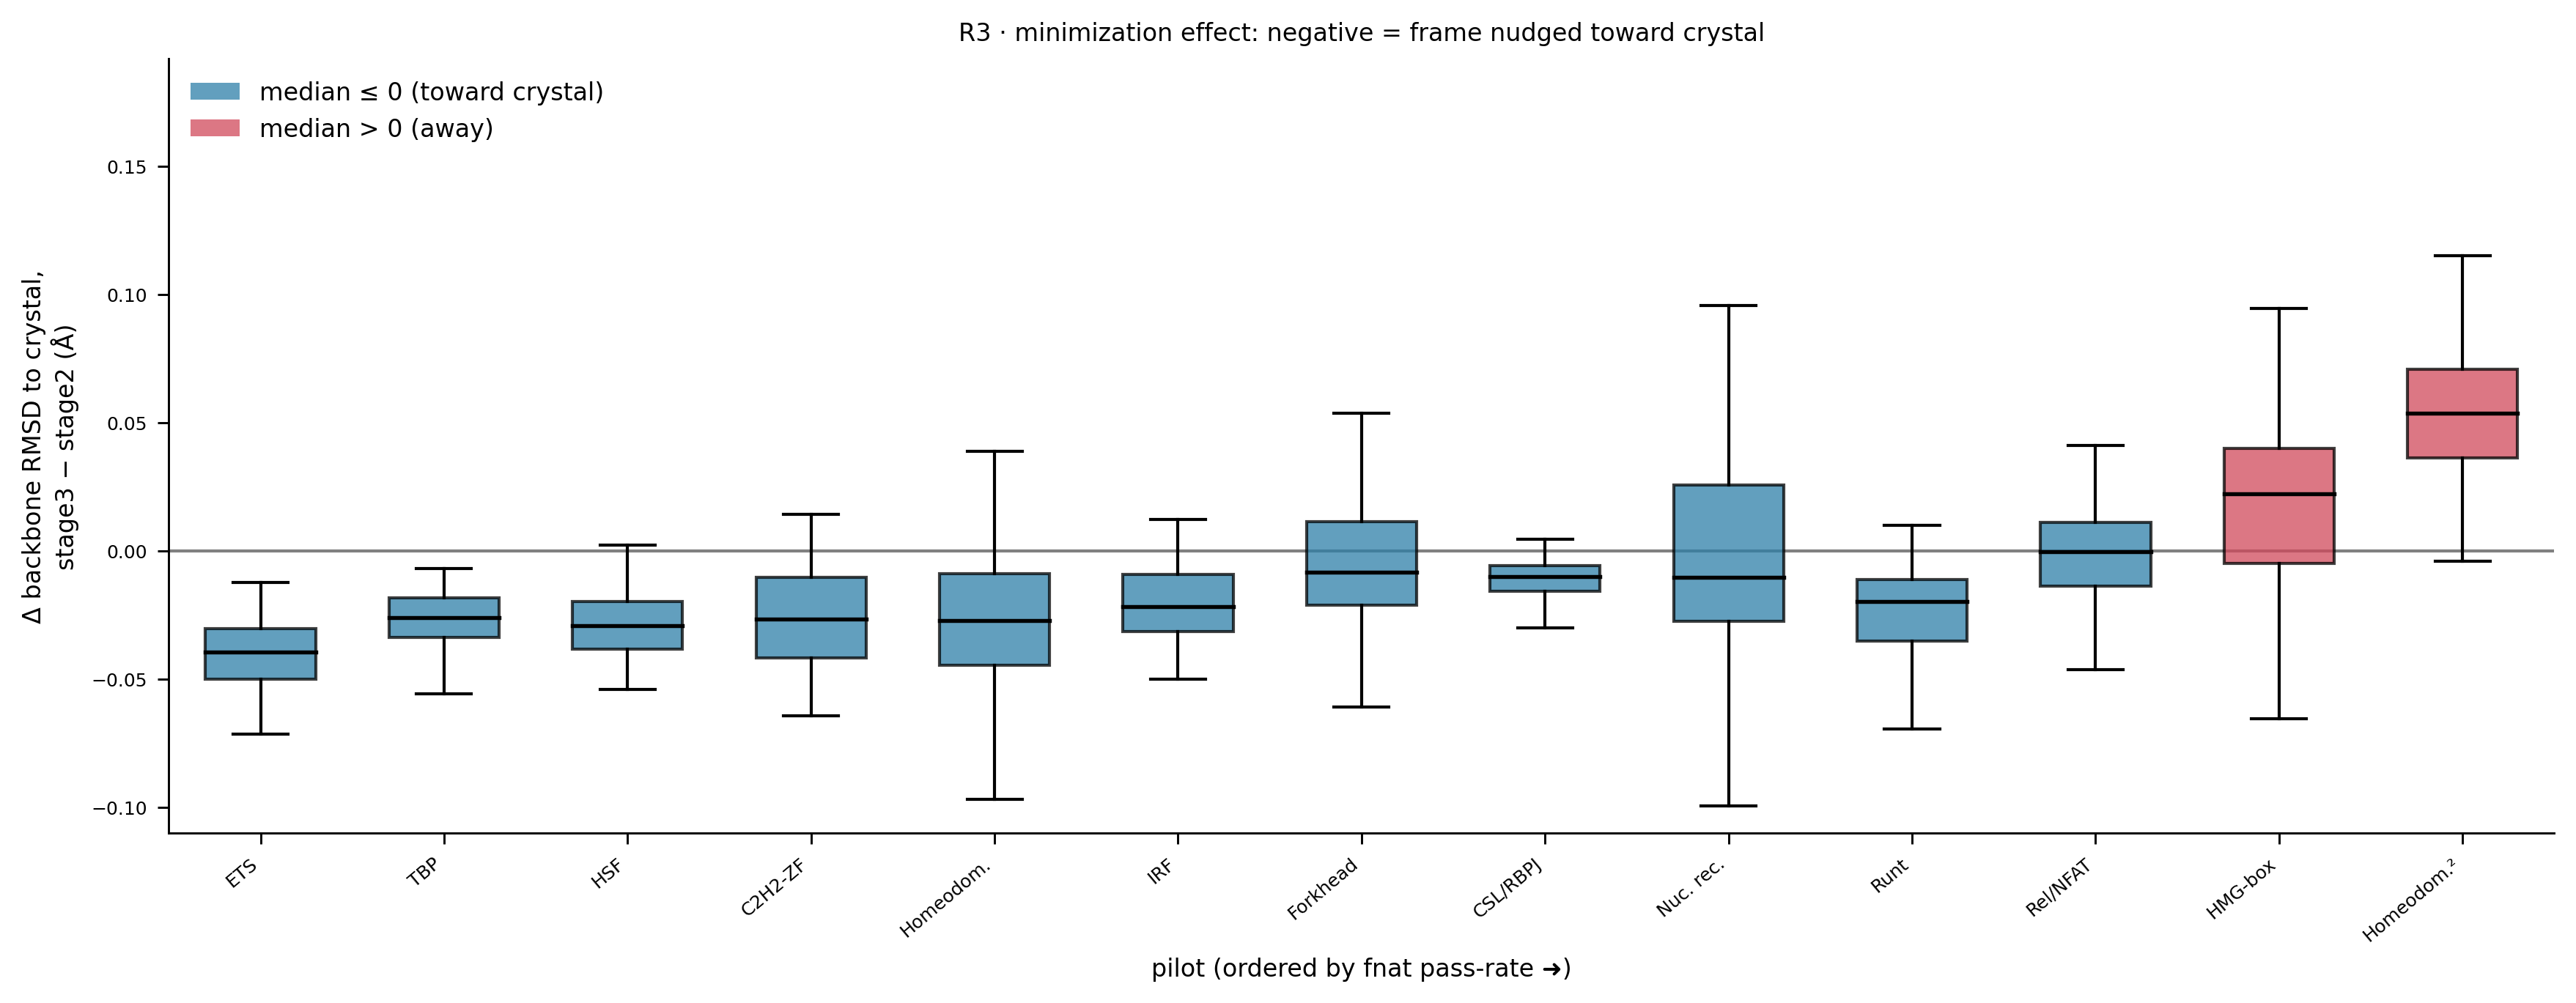 R3 · minimization effect: negative = frame nudged toward crystal
median ≤ 0 (toward crystal)
median > 0 (away)
Δ backbone RMSD to crystal,
stage3 − stage2 (Å)
0.15
0.10
0.05
0.00
−0.05
−0.10
ETS
TBP
HSF
C2H2-ZF
Homeodom.
IRF
Forkhead
CSL/RBPJ
Nuc. rec.
Runt
Rel/NFAT
HMG-box
Homeodom.²
pilot (ordered by fnat pass-rate ➜)